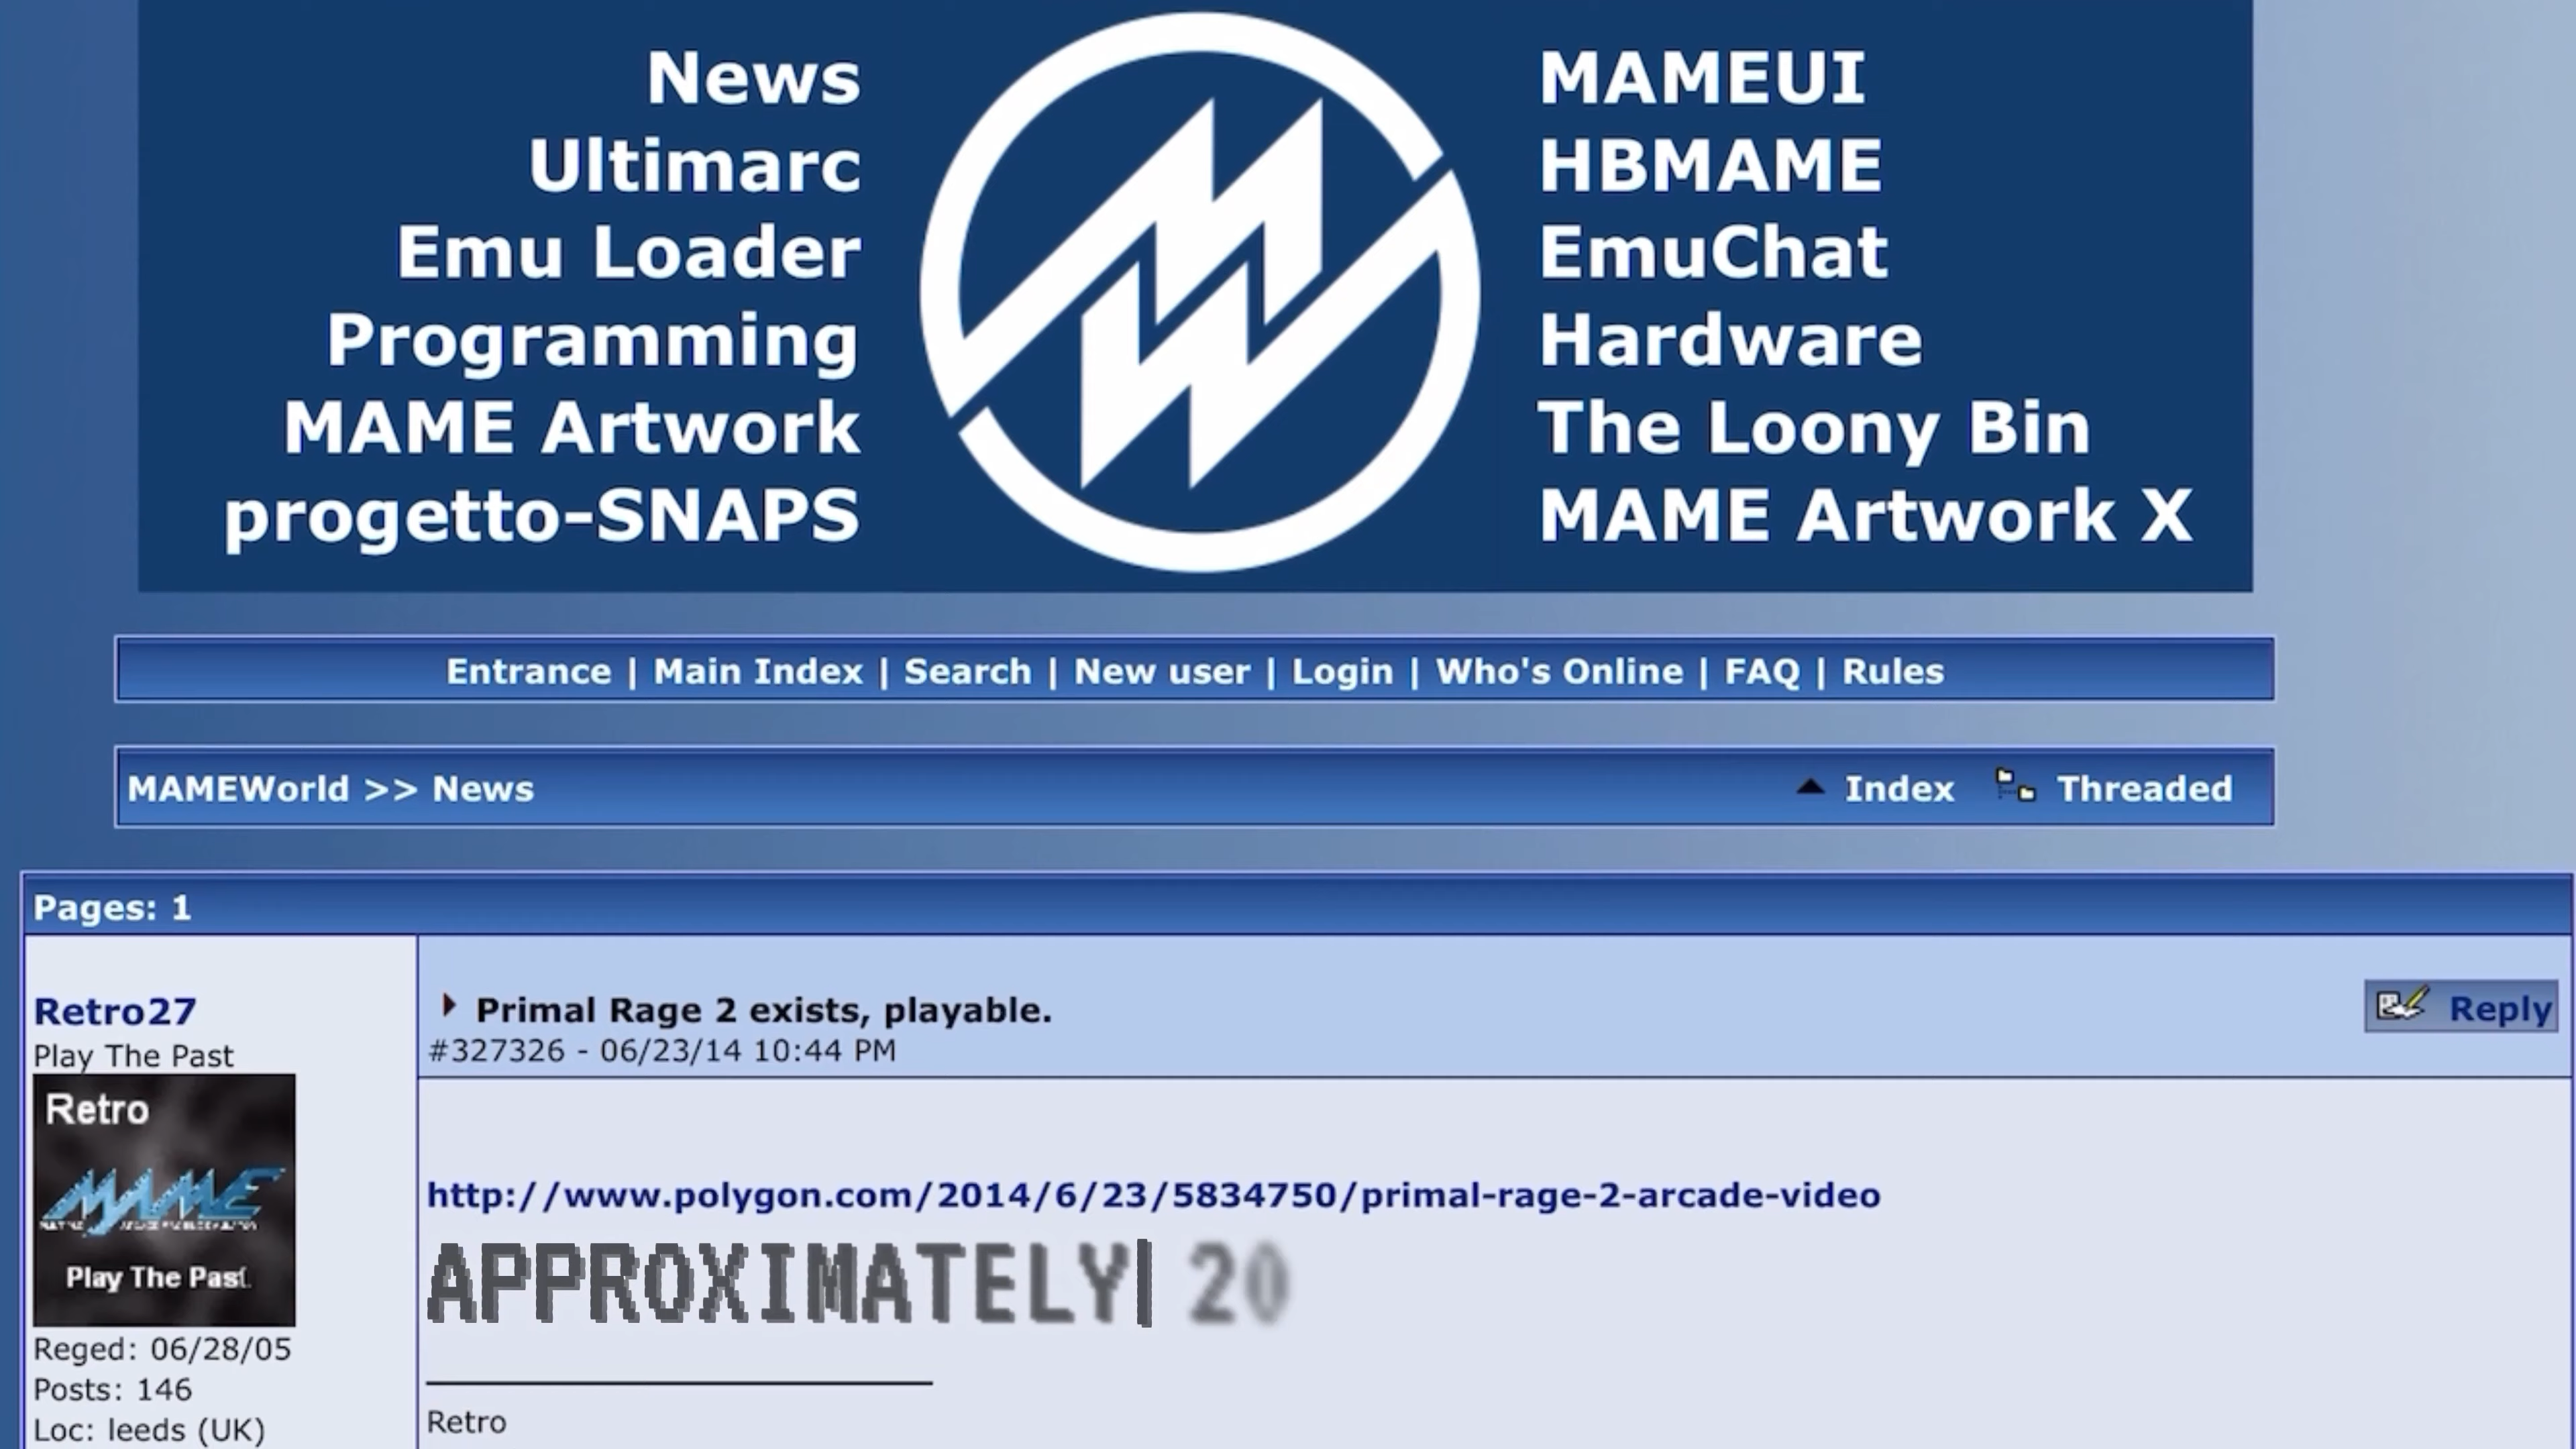 News
Ultimarc
Emu Loader
Programming
MAME Artwork
progetto-SNAPS
MAMEUI
HBMAME
EmuChat
Hardware
The Loony Bin
MAME Artwork X
Entrance | Main Index | Search | New user | Login | Who's Online | FAQ | Rules
MAMEWorld >> News
Index
Threaded
Pages: 1
Retro27
Play The Past
Retro
MAME
Play The Past.
Reged: 06/28/05
Posts: 146
Loc: leeds (UK)
Primal Rage 2 exists, playable.
#327326 - 06/23/14 10:44 PM
Reply
http://www.polygon.com/2014/6/23/5834750/primal-rage-2-arcade-video
APPROXIMATELY 20
Retro